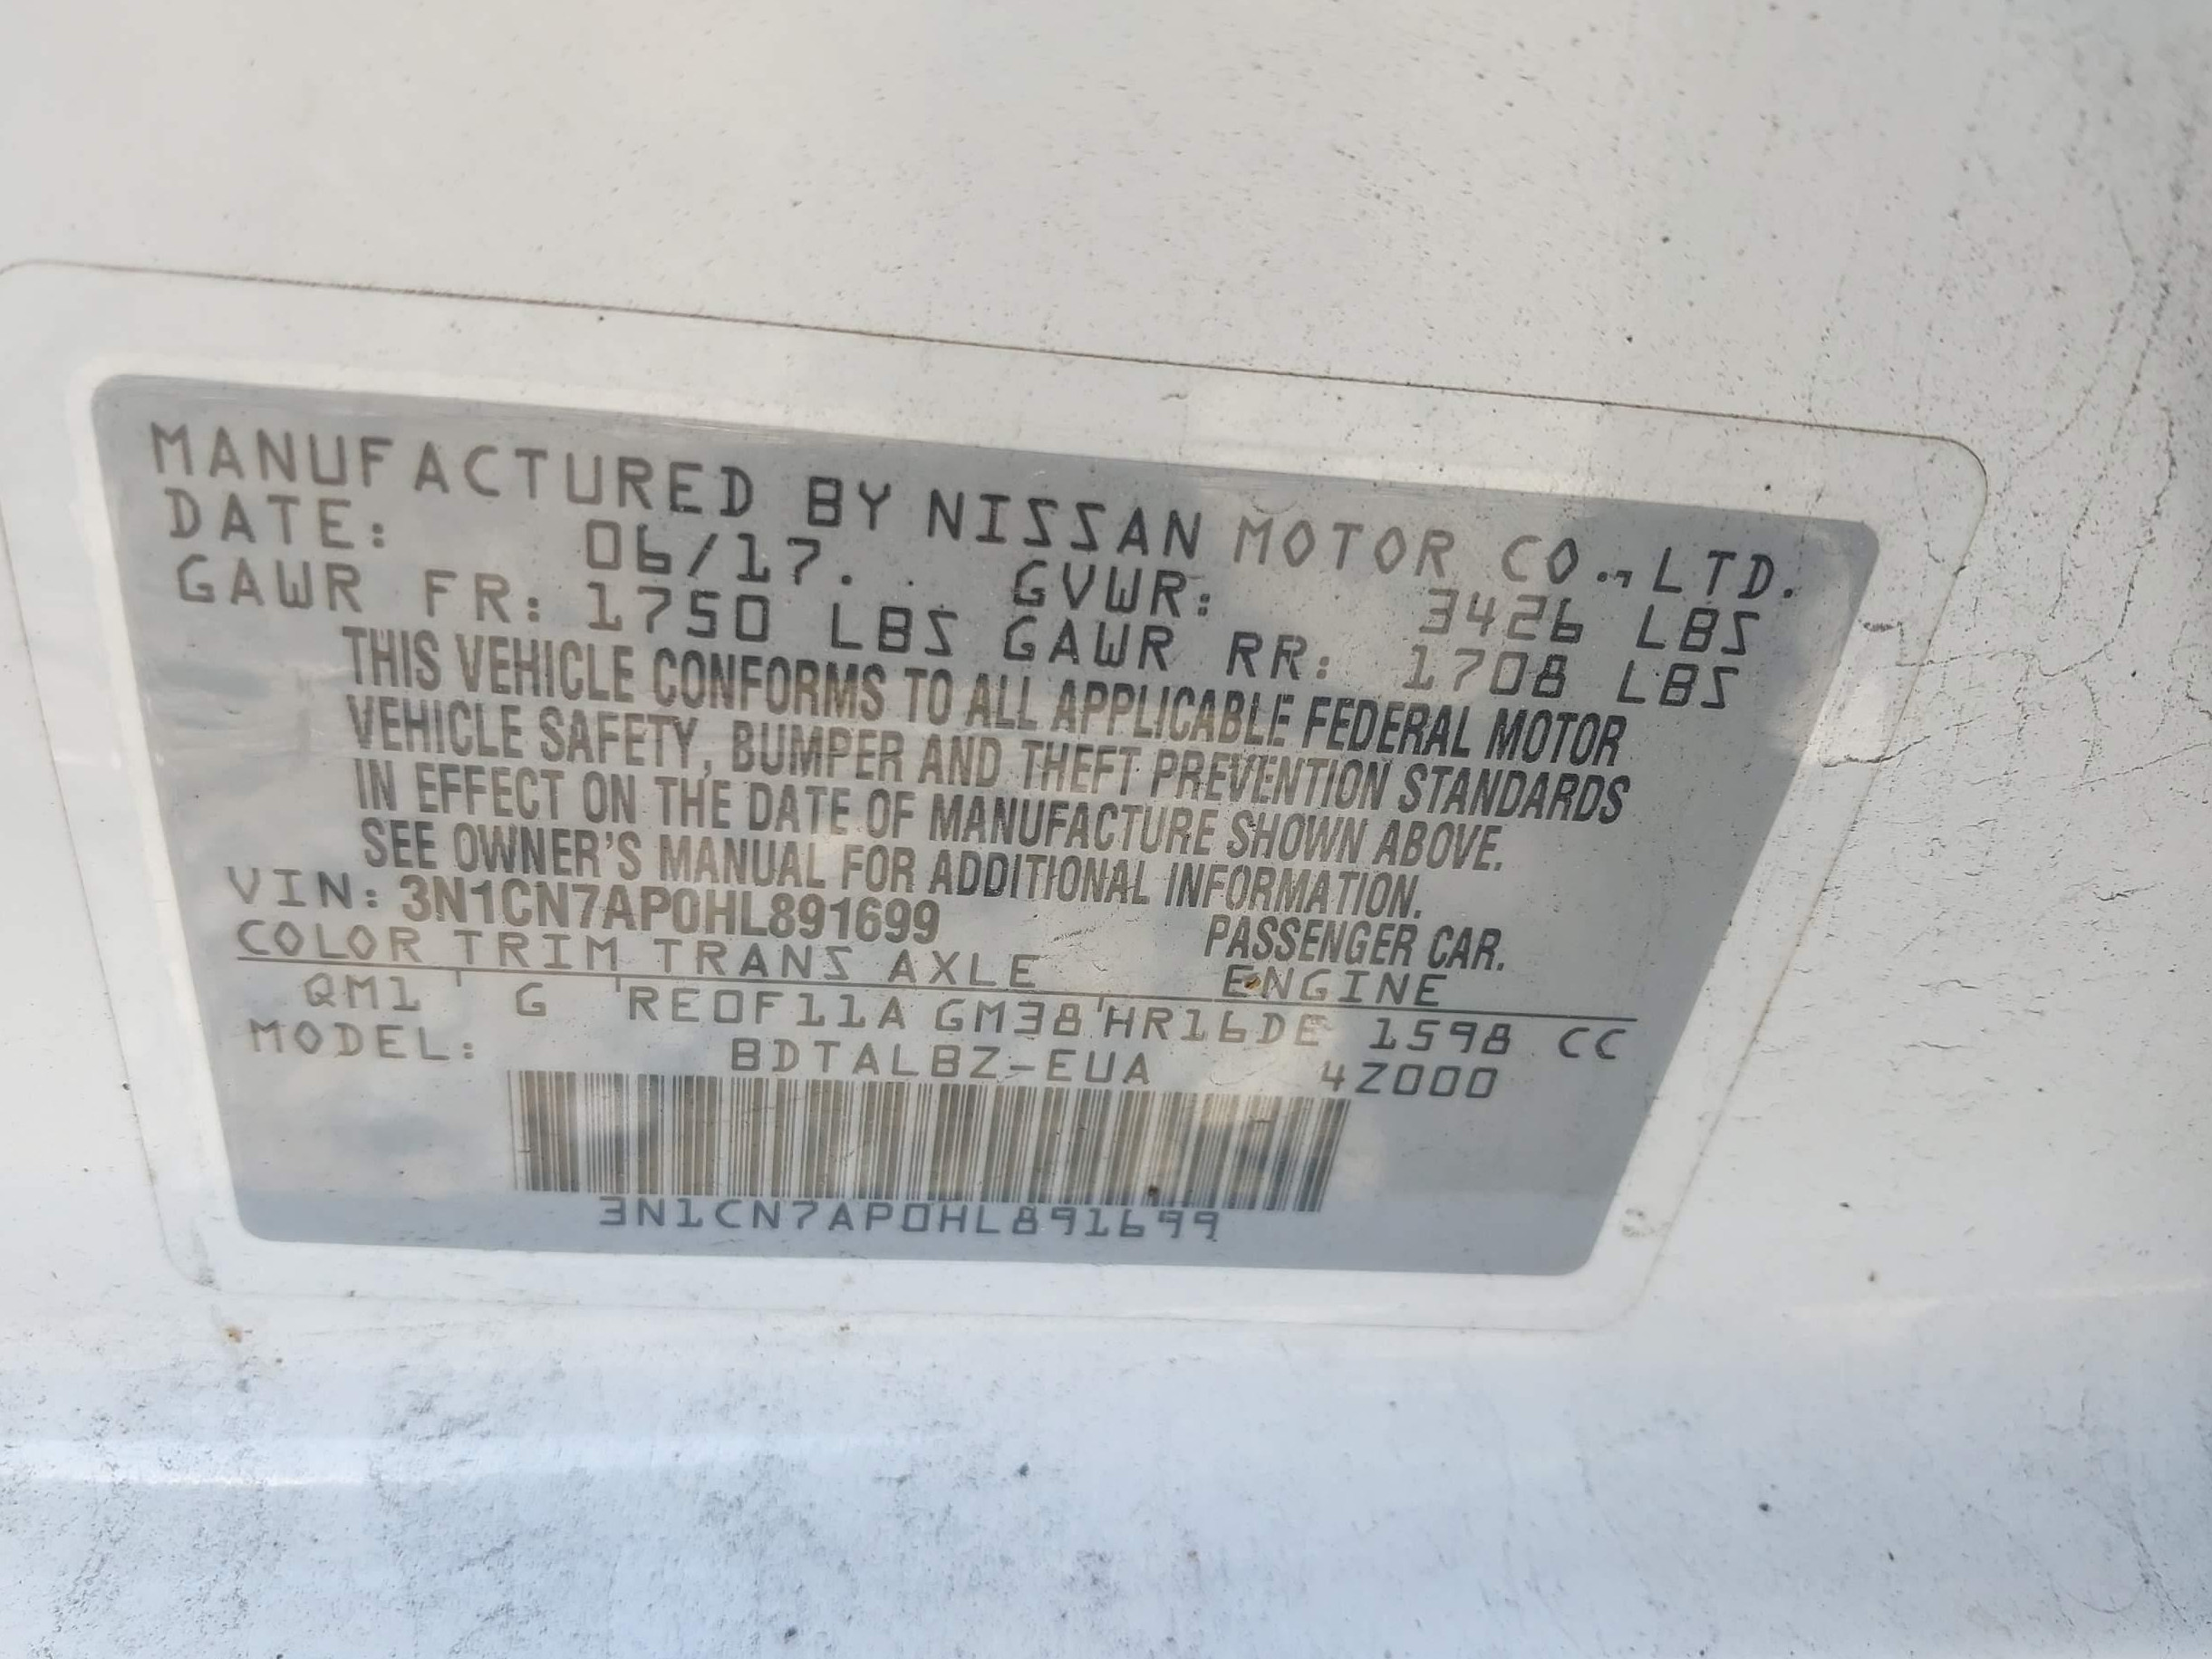 MANUFACTURED BY NISSAN MOTOR CO., LTD.
DATE: 06/17. GVWR: 3426 LBS
GAWR FR: 1750 LBS GAWR RR: 1708 LBS
THIS VEHICLE CONFORMS TO ALL APPLICABLE FEDERAL MOTOR
VEHICLE SAFETY, BUMPER AND THEFT PREVENTION STANDARDS
IN EFFECT ON THE DATE OF MANUFACTURE SHOWN ABOVE.
SEE OWNER'S MANUAL FOR ADDITIONAL INFORMATION.
VIN: 3N1CN7AP0HL891699 PASSENGER CAR.
COLOR TRIM TRANS AXLE ENGINE
QM1 G RE0F11A GM38 HR16DE 1598 CC
MODEL: BDTALBZ-EUA 4Z000
3N1CN7AP0HL891699